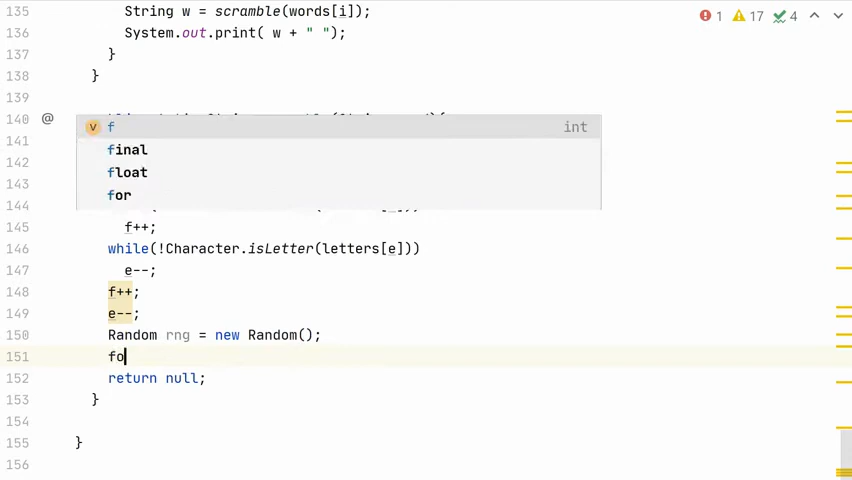 135 String w = scramble(words[i]);
1 17 4
136 System.out.print( w + " ");
137 }
138 }
139
140 @
f int
141
final
142
float
143
for
144
145 f++;
146 while(!Character.isLetter(letters[e]))
147 e--;
148 f++;
149 e--;
150 Random rng = new Random();
151 fo
152 return null;
153 }
154
155 }
156